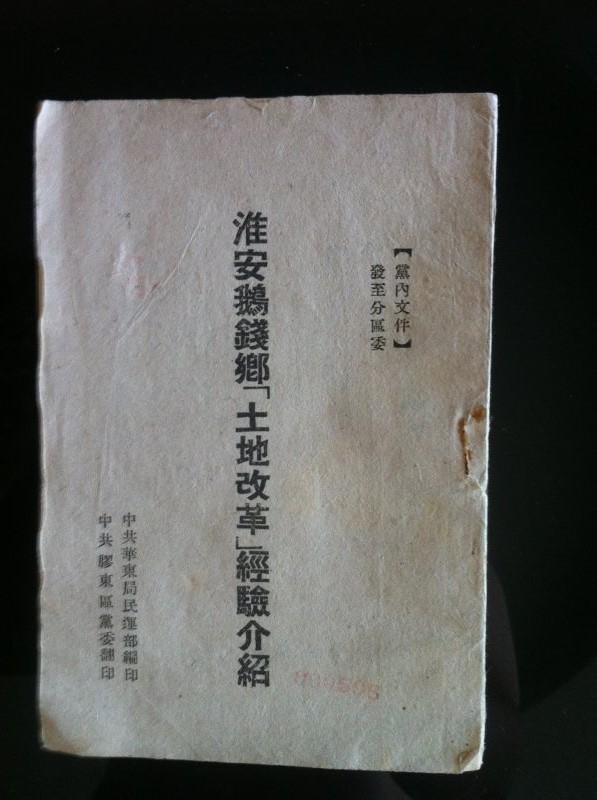 【黨內文件】
發至分區委
淮安鵝錢鄉「土地改革」經驗介紹
中共華東局民運部編印
中共膠東區黨委翻印